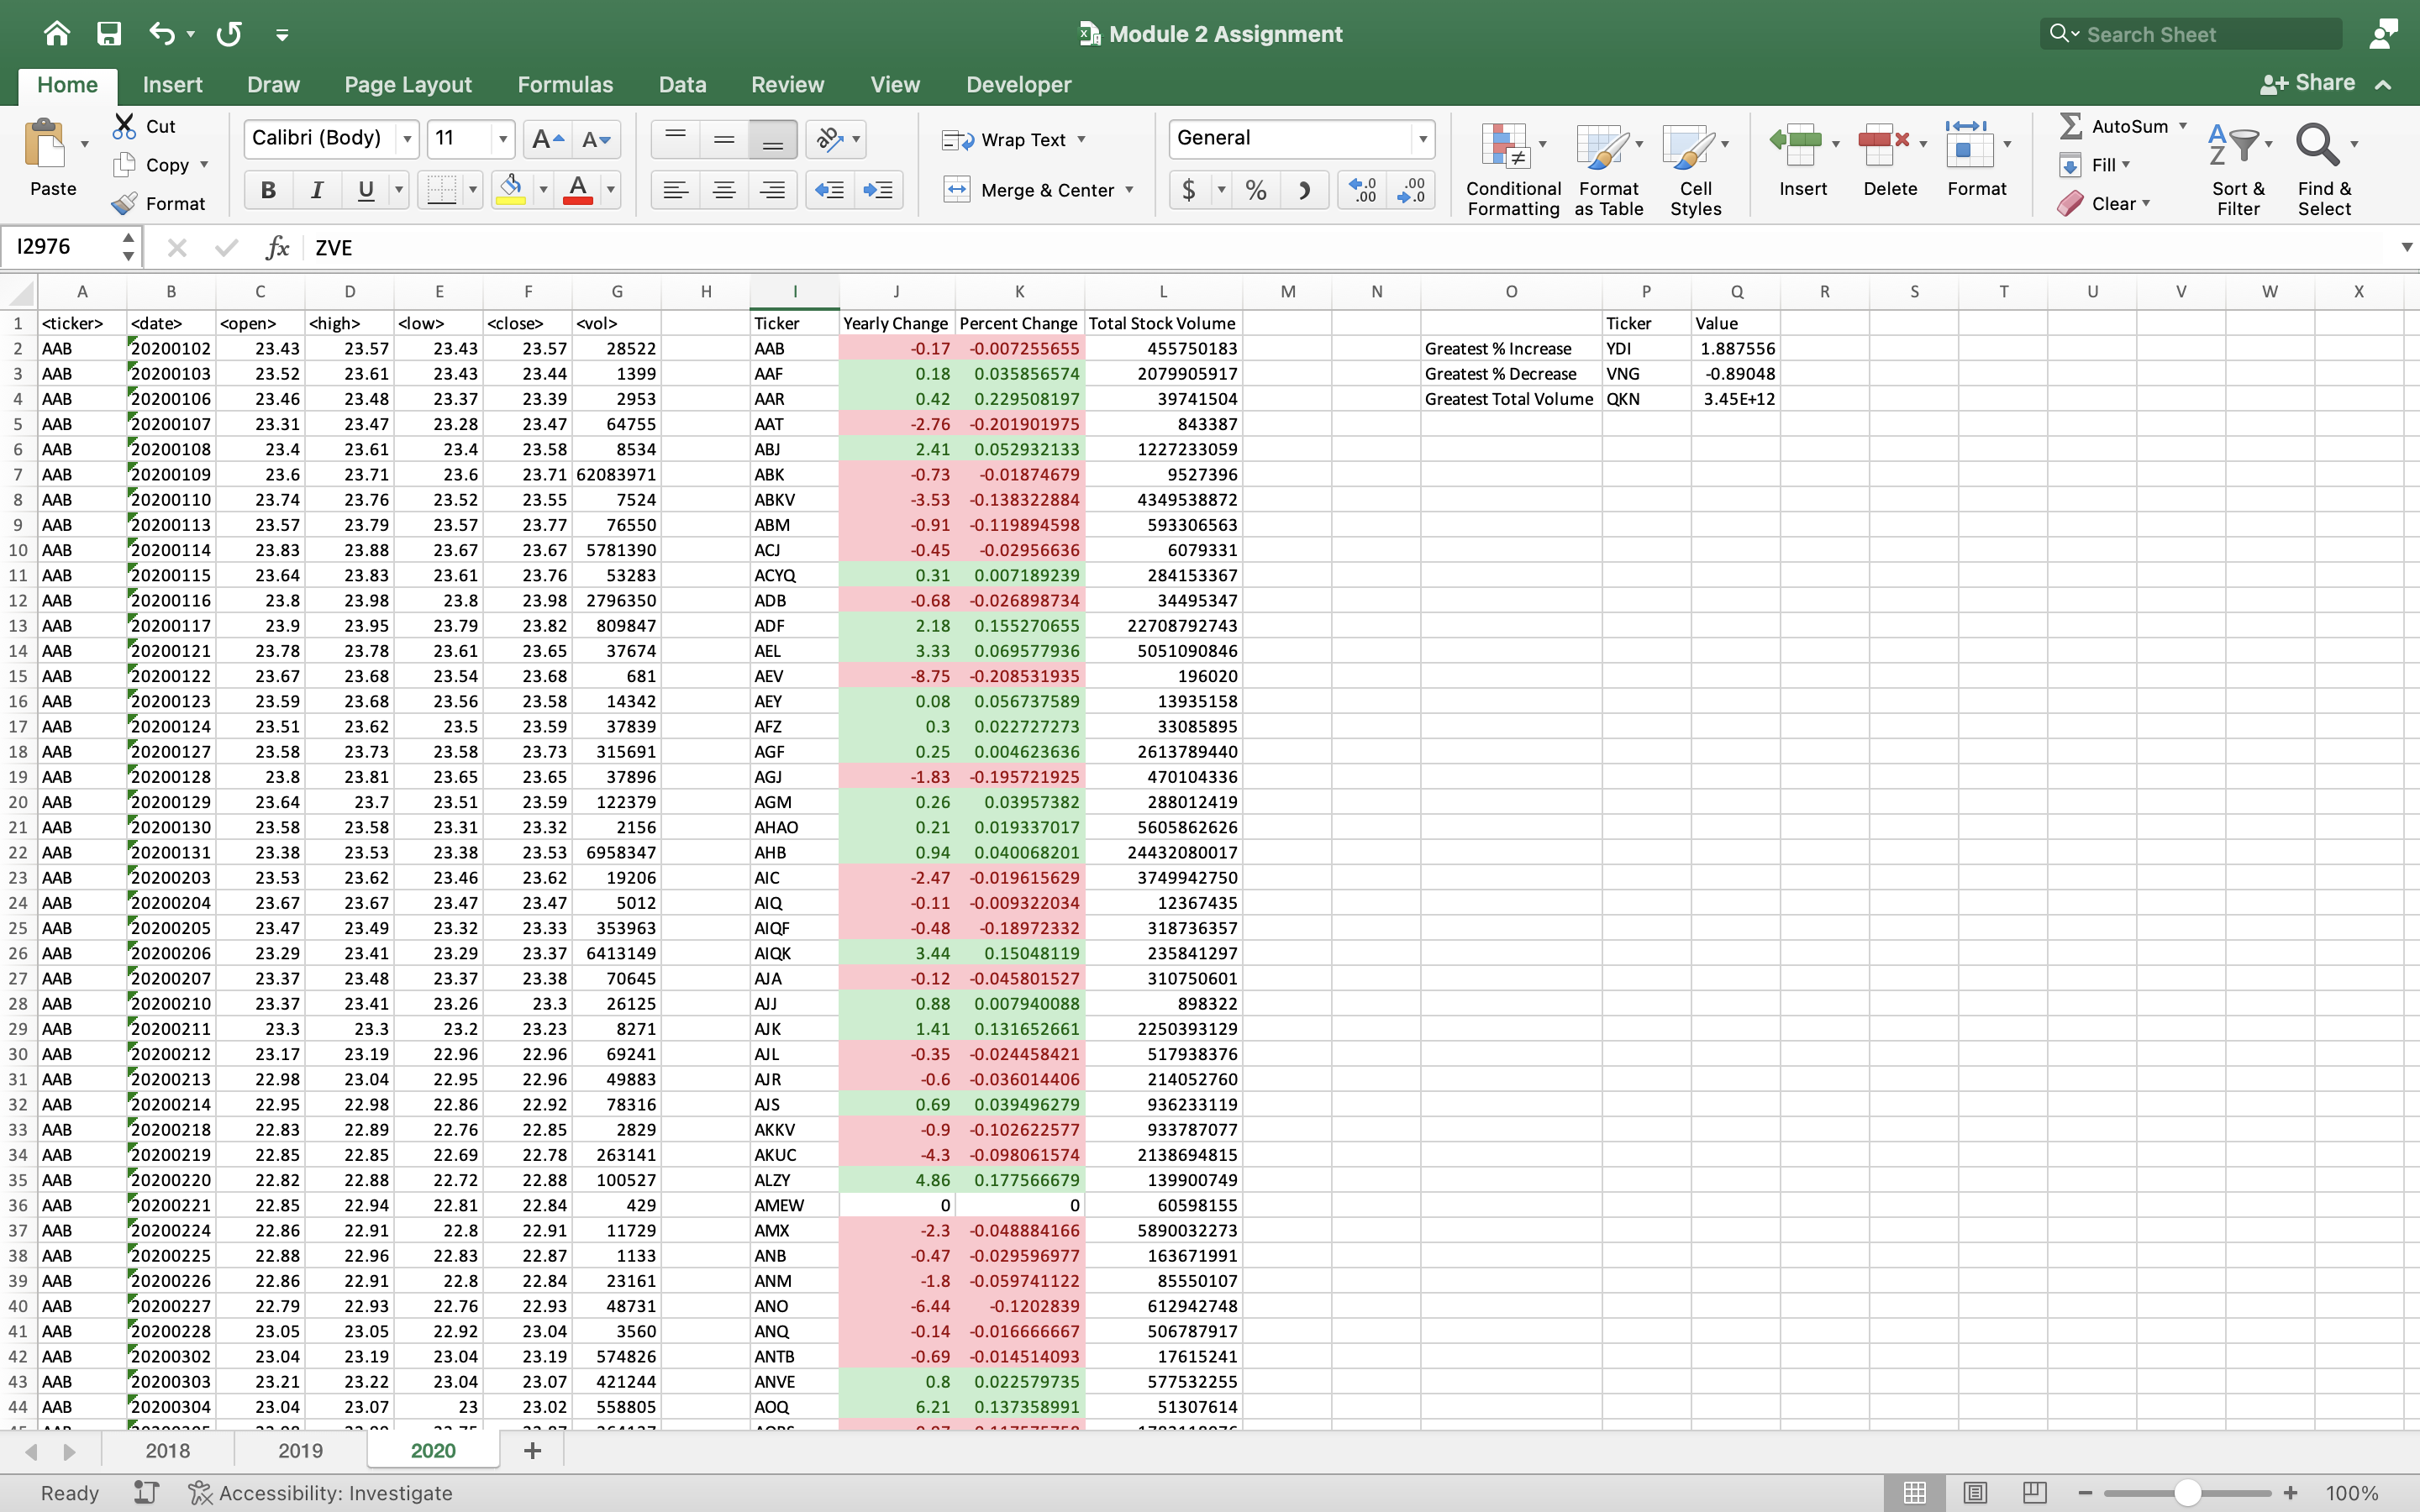 Module 2 Assignment
Search Sheet
Home Insert Draw Page Layout Formulas Data Review View Developer Share
Paste Cut Copy Format
Calibri (Body) 11 A A B I U A
Wrap Text Merge & Center
General $ % .0 .00 .00 .0
Conditional Formatting Format as Table Cell Styles Insert Delete Format
AutoSum Fill Clear Sort & Filter Find & Select
I2976 fx ZVE
A B C D E F G H I J K L M N O P Q R S T U V W X
1 <ticker> <date> <open> <high> <low> <close> <vol> Ticker Yearly Change Percent Change Total Stock Volume Ticker Value
2 AAB 20200102 23.43 23.57 23.43 23.57 28522 AAB -0.17 -0.007255655 455750183 Greatest % Increase YDI 1.887556
3 AAB 20200103 23.52 23.61 23.43 23.44 1399 AAF 0.18 0.035856574 2079905917 Greatest % Decrease VNG -0.89048
4 AAB 20200106 23.46 23.48 23.37 23.39 2953 AAR 0.42 0.229508197 39741504 Greatest Total Volume QKN 3.45E+12
5 AAB 20200107 23.31 23.47 23.28 23.47 64755 AAT -2.76 -0.201901975 843387
6 AAB 20200108 23.4 23.61 23.4 23.58 8534 ABJ 2.41 0.052932133 1227233059
7 AAB 20200109 23.6 23.71 23.6 23.71 62083971 ABK -0.73 -0.01874679 9527396
8 AAB 20200110 23.74 23.76 23.52 23.55 7524 ABKV -3.53 -0.138322884 4349538872
9 AAB 20200113 23.57 23.79 23.57 23.77 76550 ABM -0.91 -0.119894598 593306563
10 AAB 20200114 23.83 23.88 23.67 23.67 5781390 ACJ -0.45 -0.02956636 6079331
11 AAB 20200115 23.64 23.83 23.61 23.76 53283 ACYQ 0.31 0.007189239 284153367
12 AAB 20200116 23.8 23.98 23.8 23.98 2796350 ADB -0.68 -0.026898734 34495347
13 AAB 20200117 23.9 23.95 23.79 23.82 809847 ADF 2.18 0.155270655 22708792743
14 AAB 20200121 23.78 23.78 23.61 23.65 37674 AEL 3.33 0.069577936 5051090846
15 AAB 20200122 23.67 23.68 23.54 23.68 681 AEV -8.75 -0.208531935 196020
16 AAB 20200123 23.59 23.68 23.56 23.58 14342 AEY 0.08 0.056737589 13935158
17 AAB 20200124 23.51 23.62 23.5 23.59 37839 AFZ 0.3 0.022727273 33085895
18 AAB 20200127 23.58 23.73 23.58 23.73 315691 AGF 0.25 0.004623636 2613789440
19 AAB 20200128 23.8 23.81 23.65 23.65 37896 AGJ -1.83 -0.195721925 470104336
20 AAB 20200129 23.64 23.7 23.51 23.59 122379 AGM 0.26 0.03957382 288012419
21 AAB 20200130 23.58 23.58 23.31 23.32 2156 AHAO 0.21 0.019337017 5605862626
22 AAB 20200131 23.38 23.53 23.38 23.53 6958347 AHB 0.94 0.040068201 24432080017
23 AAB 20200203 23.53 23.62 23.46 23.62 19206 AIC -2.47 -0.019615629 3749942750
24 AAB 20200204 23.67 23.67 23.47 23.47 5012 AIQ -0.11 -0.009322034 12367435
25 AAB 20200205 23.47 23.49 23.32 23.33 353963 AIQF -0.48 -0.18972332 318736357
26 AAB 20200206 23.29 23.41 23.29 23.37 6413149 AIQK 3.44 0.15048119 235841297
27 AAB 20200207 23.37 23.48 23.37 23.38 70645 AJA -0.12 -0.045801527 310750601
28 AAB 20200210 23.37 23.41 23.26 23.3 26125 AJJ 0.88 0.007940088 898322
29 AAB 20200211 23.3 23.3 23.2 23.23 8271 AJK 1.41 0.131652661 2250393129
30 AAB 20200212 23.17 23.19 22.96 22.96 69241 AJL -0.35 -0.024458421 517938376
31 AAB 20200213 22.98 23.04 22.95 22.96 49883 AJR -0.6 -0.036014406 214052760
32 AAB 20200214 22.95 22.98 22.86 22.92 78316 AJS 0.69 0.039496279 936233119
33 AAB 20200218 22.83 22.89 22.76 22.85 2829 AKKV -0.9 -0.102622577 933787077
34 AAB 20200219 22.85 22.85 22.69 22.78 263141 AKUC -4.3 -0.098061574 2138694815
35 AAB 20200220 22.82 22.88 22.72 22.88 100527 ALZY 4.86 0.177566679 139900749
36 AAB 20200221 22.85 22.94 22.81 22.84 429 AMEW 0 0 60598155
37 AAB 20200224 22.86 22.91 22.8 22.91 11729 AMX -2.3 -0.048884166 5890032273
38 AAB 20200225 22.88 22.96 22.83 22.87 1133 ANB -0.47 -0.029596977 163671991
39 AAB 20200226 22.86 22.91 22.8 22.84 23161 ANM -1.8 -0.059741122 85550107
40 AAB 20200227 22.79 22.93 22.76 22.93 48731 ANO -6.44 -0.1202839 612942748
41 AAB 20200228 23.05 23.05 22.92 23.04 3560 ANQ -0.14 -0.016666667 506787917
42 AAB 20200302 23.04 23.19 23.04 23.19 574826 ANTB -0.69 -0.014514093 17615241
43 AAB 20200303 23.21 23.22 23.04 23.07 421244 ANVE 0.8 0.022579735 577532255
44 AAB 20200304 23.04 23.07 23 23.02 558805 AOQ 6.21 0.137358991 51307614
2018 2019 2020 +
Ready Accessibility: Investigate 100%